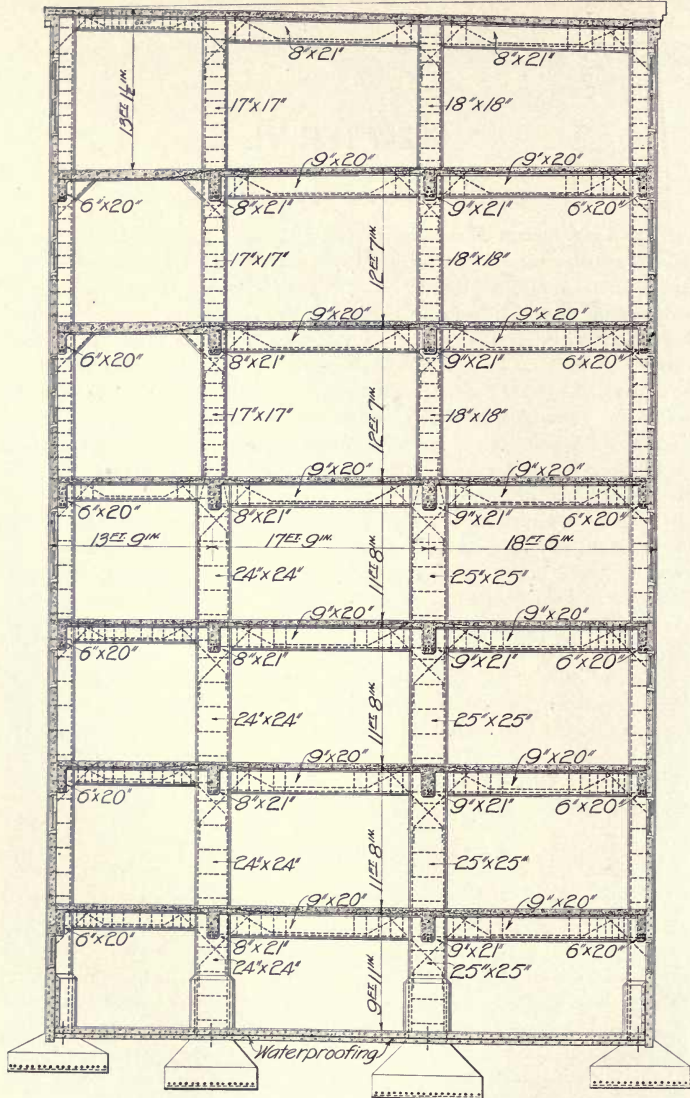 8"x21"
8"x21"
13FT. 1½IN.
17"x17"
18"x18"
9"x20"
9"x20"
6"x20"
8"x21"
9"x21"
6"x20"
17"x17"
12FT. 7IN.
18"x18"
9"x20"
9"x20"
6"x20"
8"x21"
9"x21"
6"x20"
17"x17"
12FT. 7IN.
18"x18"
9"x20"
9"x20"
6"x20"
8"x21"
9"x21"
6"x20"
13FT. 9IN.
17FT. 9IN.
18FT. 6IN.
24"x24"
11FT. 8IN.
25"x25"
9"x20"
9"x20"
6"x20"
8"x21"
9"x21"
6"x20"
24"x24"
11FT. 8IN.
25"x25"
9"x20"
9"x20"
6"x20"
8"x21"
9"x21"
6"x20"
24"x24"
11FT. 8IN.
25"x25"
9"x20"
9"x20"
6"x20"
8"x21"
9"x21"
6"x20"
24"x24"
9FT. 11IN.
25"x25"
Waterproofing